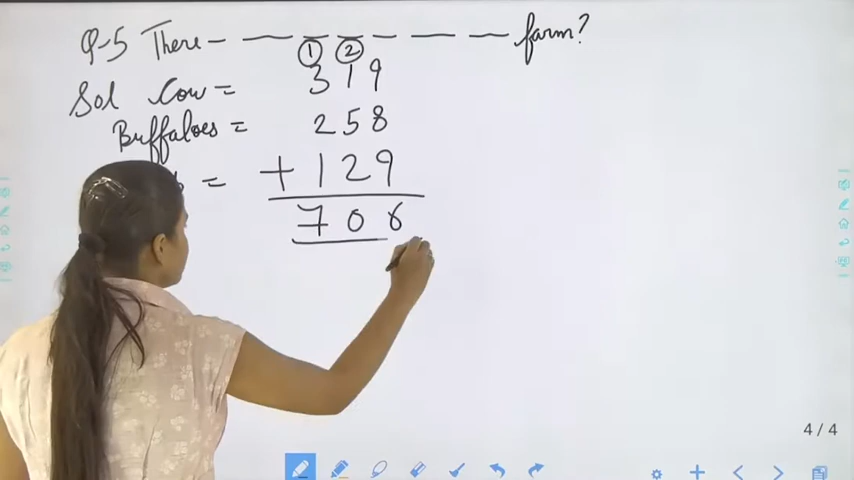 Q-5 There- — — — — — farm?
① ②
Sol Cow = 319
Buffaloes = 258
= + 129
706
4 / 4